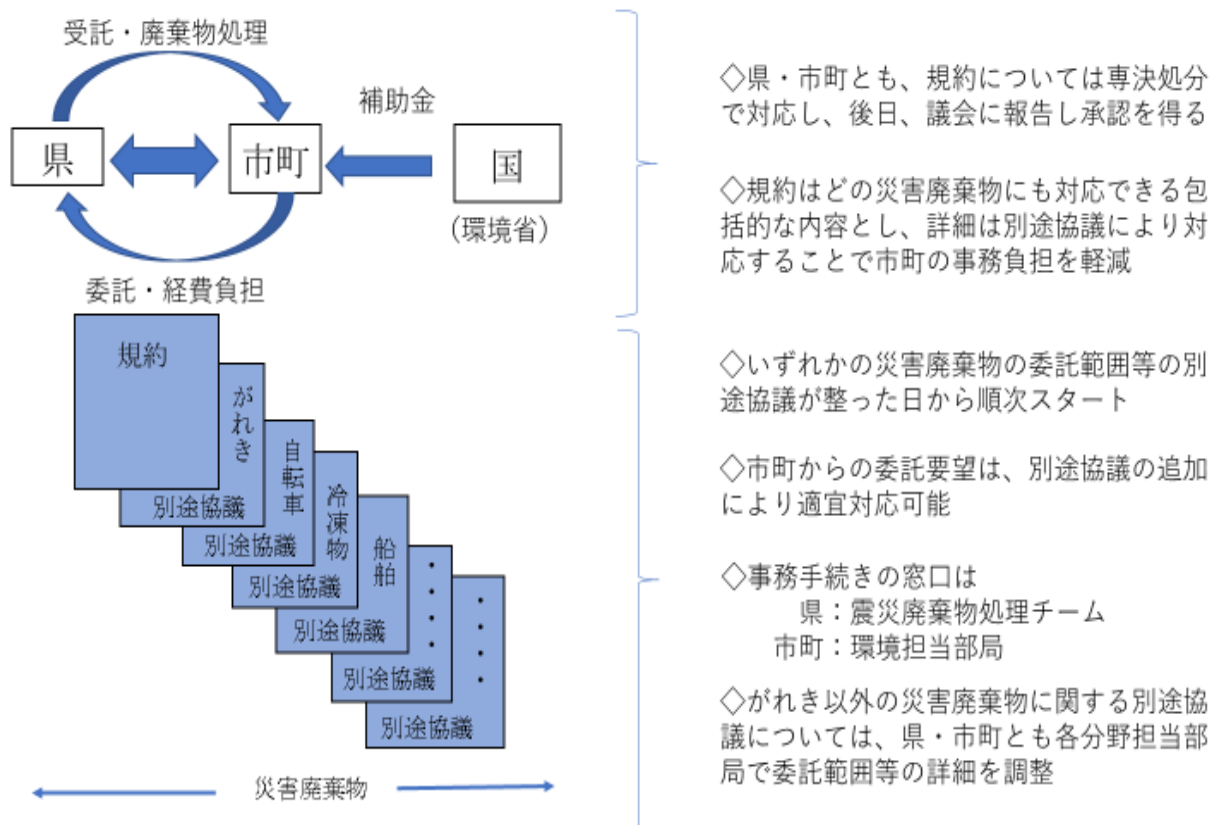 受託・廃棄物処理
補助金
県
市町
国
(環境省)
委託・経費負担
規約
がれき
別途協議
自転車
別途協議
冷凍物
別途協議
船舶
別途協議
・・・・
別途協議
・・・・
別途協議
災害廃棄物
◇県・市町とも、規約については専決処分
で対応し、後日、議会に報告し承認を得る
◇規約はどの災害廃棄物にも対応できる包
括的な内容とし、詳細は別途協議により対
応することで市町の事務負担を軽減
◇いずれかの災害廃棄物の委託範囲等の別
途協議が整った日から順次スタート
◇市町からの委託要望は、別途協議の追加
により適宜対応可能
◇事務手続きの窓口は
県：震災廃棄物処理チーム
市町：環境担当部局
◇がれき以外の災害廃棄物に関する別途協
議については、県・市町とも各分野担当部
局で委託範囲等の詳細を調整